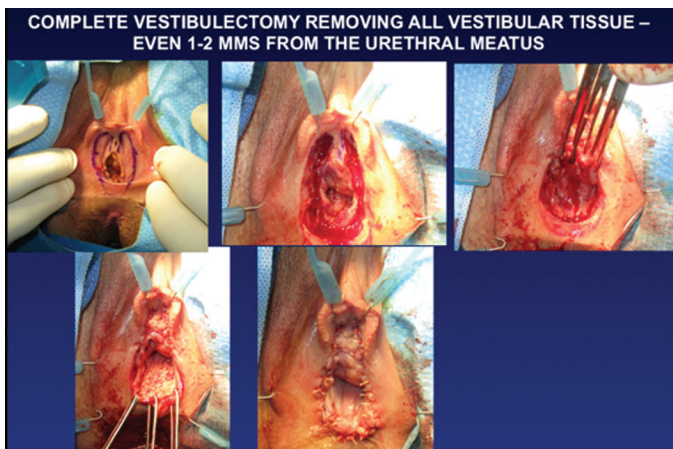 COMPLETE VESTIBULECTOMY REMOVING ALL VESTIBULAR TISSUE –
EVEN 1-2 MMS FROM THE URETHRAL MEATUS